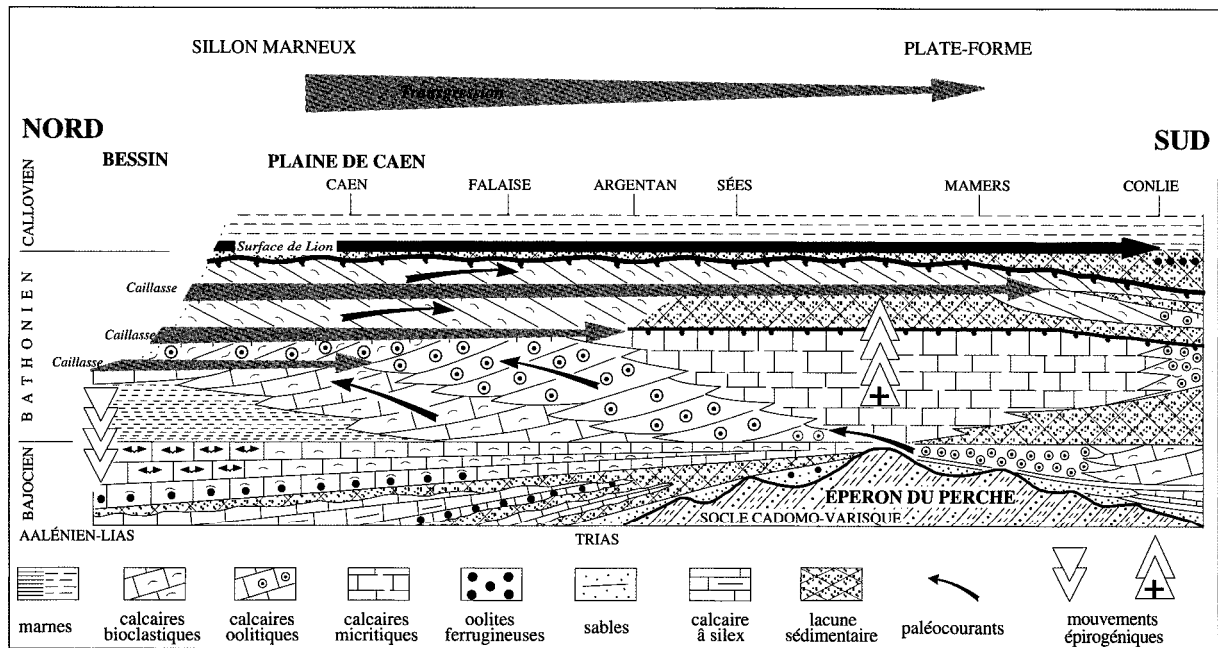 SILLON MARNEUX
PLATE-FORME
Transgression
NORD
SUD
BESSIN
PLAINE DE CAEN
CAEN
FALAISE
ARGENTAN
SÉES
MAMERS
CONLIE
CALLOVIEN
Surface de Lion
BATHONIEN
Caillasse
Caillasse
Caillasse
BAJOCIEN
ÉPERON DU PERCHE
SOCLE CADOMO-VARISQUE
AALÉNIEN-LIAS
TRIAS
marnes
calcaires
bioclastiques
calcaires
oolitiques
calcaires
micritiques
oolites
ferrugineuses
sables
calcaire
â silex
lacune
sédimentaire
paléocourants
mouvements
épirogéniques